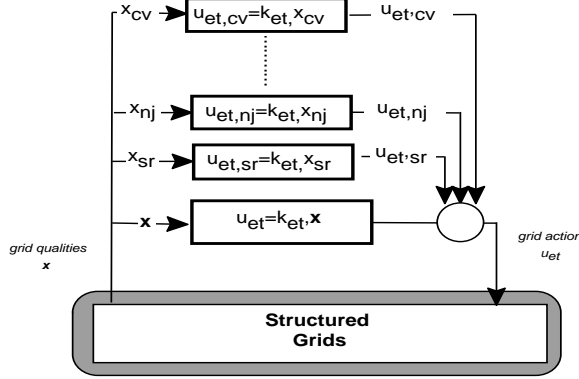 x_cv u_et,cv=k_et,x_cv u_et,cv
x_nj u_et,nj=k_et,x_nj u_et,nj
x_sr u_et,sr=k_et,x_sr u_et,sr
x u_et=k_et,x
grid qualities
x
grid action
u_et
Structured
Grids